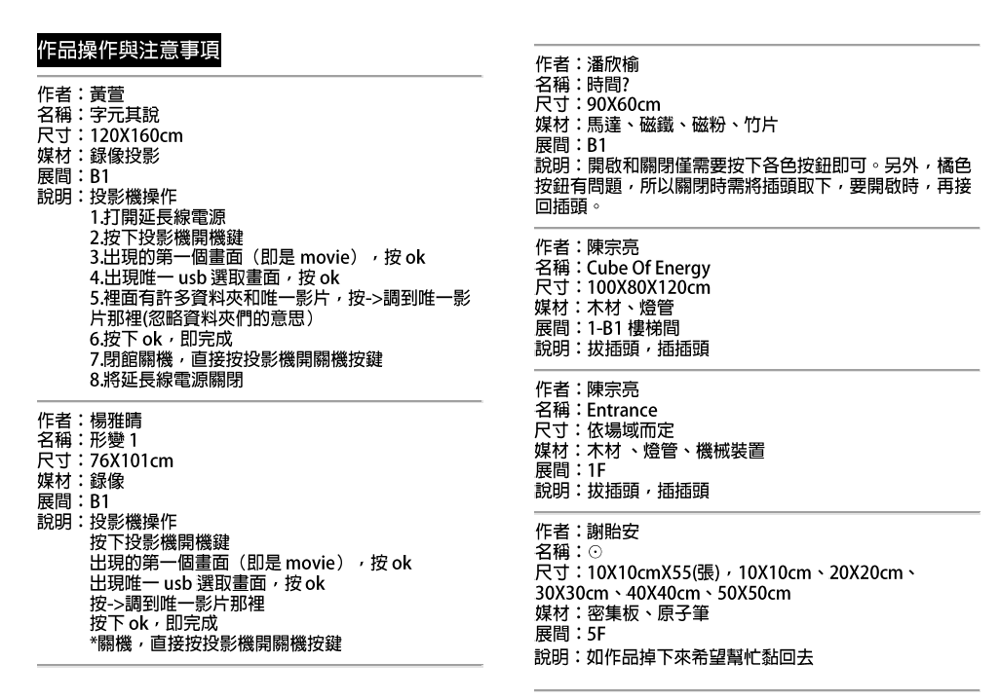 作品操作與注意事項
作者：黃萱
名稱：字元其說
尺寸：120X160cm
媒材：錄像投影
展間：B1
說明：投影機操作
1.打開延長線電源
2.按下投影機開機鍵
3.出現的第一個畫面（即是 movie），按 ok
4.出現唯一 usb 選取畫面，按 ok
5.裡面有許多資料夾和唯一影片，按->調到唯一影
片那裡(忽略資料夾們的意思）
6.按下 ok，即完成
7.閉館關機，直接按投影機開關機按鍵
8.將延長線電源關閉
作者：楊雅晴
名稱：形變 1
尺寸：76X101cm
媒材：錄像
展間：B1
說明：投影機操作
按下投影機開機鍵
出現的第一個畫面（即是 movie），按 ok
出現唯一 usb 選取畫面，按 ok
按->調到唯一影片那裡
按下 ok，即完成
*關機，直接按投影機開關機按鍵
作者：潘欣榆
名稱：時間?
尺寸：90X60cm
媒材：馬達、磁鐵、磁粉、竹片
展間：B1
說明：開啟和關閉僅需要按下各色按鈕即可。另外，橘色
按鈕有問題，所以關閉時需將插頭取下，要開啟時，再接
回插頭。
作者：陳宗亮
名稱：Cube Of Energy
尺寸：100X80X120cm
媒材：木材、燈管
展間：1-B1 樓梯間
說明：拔插頭，插插頭
作者：陳宗亮
名稱：Entrance
尺寸：依場域而定
媒材：木材 、燈管、機械裝置
展間：1F
說明：拔插頭，插插頭
作者：謝貽安
名稱：⊙
尺寸：10X10cmX55(張)，10X10cm、20X20cm、
30X30cm、40X40cm、50X50cm
媒材：密集板、原子筆
展間：5F
說明：如作品掉下來希望幫忙黏回去